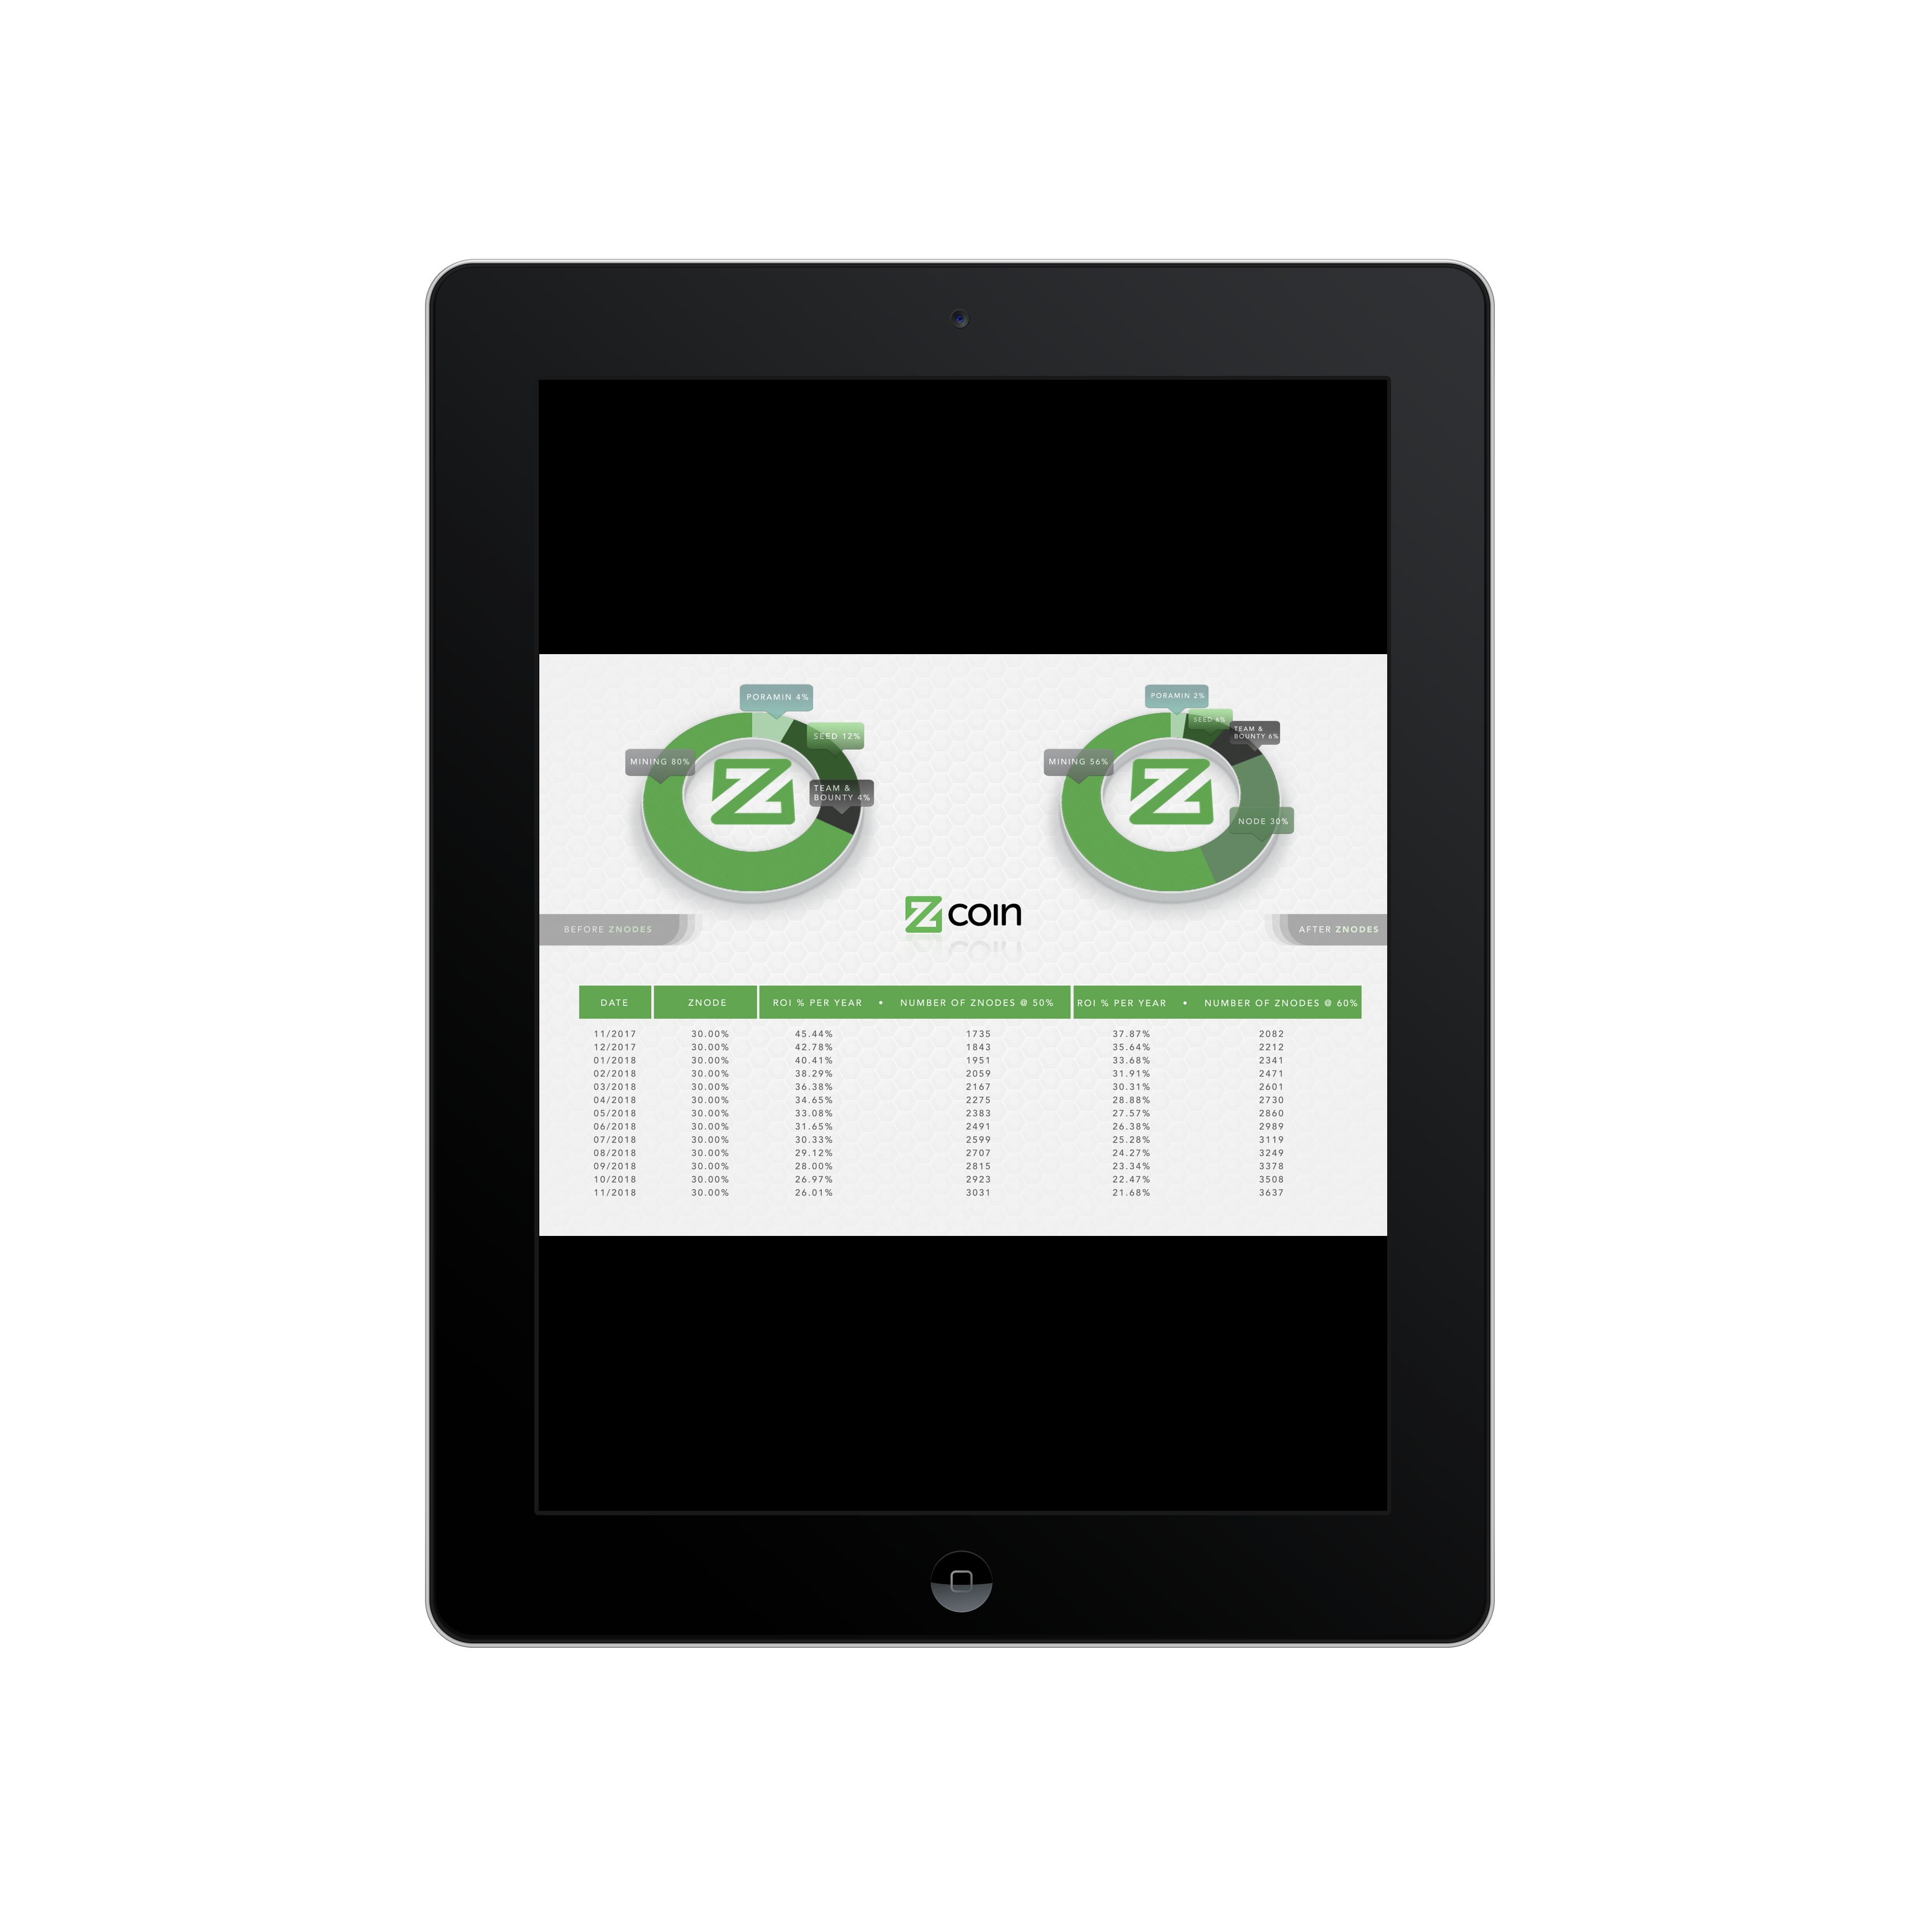 PORAMIN 4%
SEED 12%
MINING 80%
TEAM &
BOUNTY 4%
PORAMIN 2%
SEED 6%
TEAM &
BOUNTY 6%
MINING 56%
NODE 30%
Zcoin
BEFORE ZNODES
AFTER ZNODES
DATE ZNODE ROI % PER YEAR • NUMBER OF ZNODES @ 50% ROI % PER YEAR • NUMBER OF ZNODES @ 60%
11/2017 30.00% 45.44% 1735 37.87% 2082
12/2017 30.00% 42.78% 1843 35.64% 2212
01/2018 30.00% 40.41% 1951 33.68% 2341
02/2018 30.00% 38.29% 2059 31.91% 2471
03/2018 30.00% 36.38% 2167 30.31% 2601
04/2018 30.00% 34.65% 2275 28.88% 2730
05/2018 30.00% 33.08% 2383 27.57% 2860
06/2018 30.00% 31.65% 2491 26.38% 2989
07/2018 30.00% 30.33% 2599 25.28% 3119
08/2018 30.00% 29.12% 2707 24.27% 3249
09/2018 30.00% 28.00% 2815 23.34% 3378
10/2018 30.00% 26.97% 2923 22.47% 3508
11/2018 30.00% 26.01% 3031 21.68% 3637